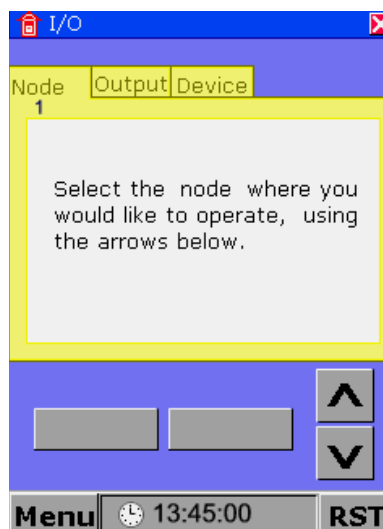 I/O
Node Output Device
1
Select the node where you
would like to operate, using
the arrows below.
Menu 13:45:00 RST